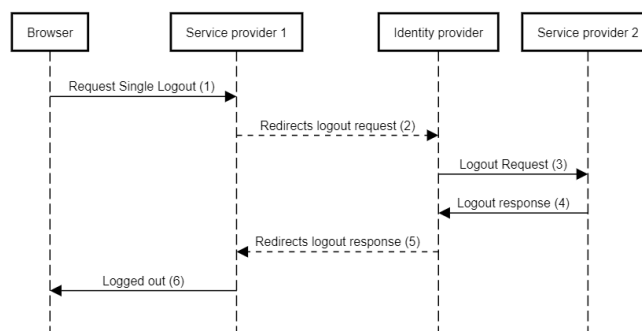 Browser
Service provider 1
Identity provider
Service provider 2
Request Single Logout (1)
Redirects logout request (2)
Logout Request (3)
Logout response (4)
Redirects logout response (5)
Logged out (6)